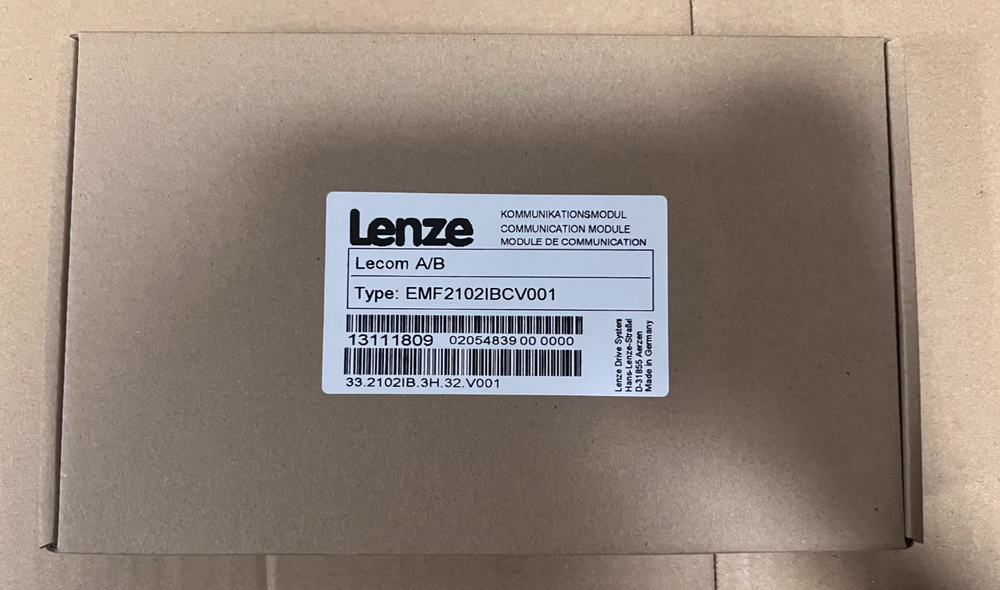 Lenze
KOMMUNIKATIONSMODUL
COMMUNICATION MODULE
MODULE DE COMMUNICATION
Lecom A/B
Type: EMF2102IBCV001
13111809 02054839 00 0000
33.2102IB.3H.32.V001
Lenze Drive System
Hans-Lenze-Straße
D-31855 Aerzen
Made in Germany